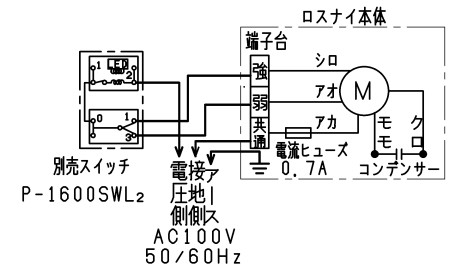 ロスナイ本体
端子台
強
弱
共通
シロ
アオ
アカ
M
電流ヒューズ
0.7A
モモ
クロ
コンデンサー
1
LED
2
0
1
3
別売スイッチ
P-1600SWL2
電圧側
接地側
アース
AC100V
50/60Hz